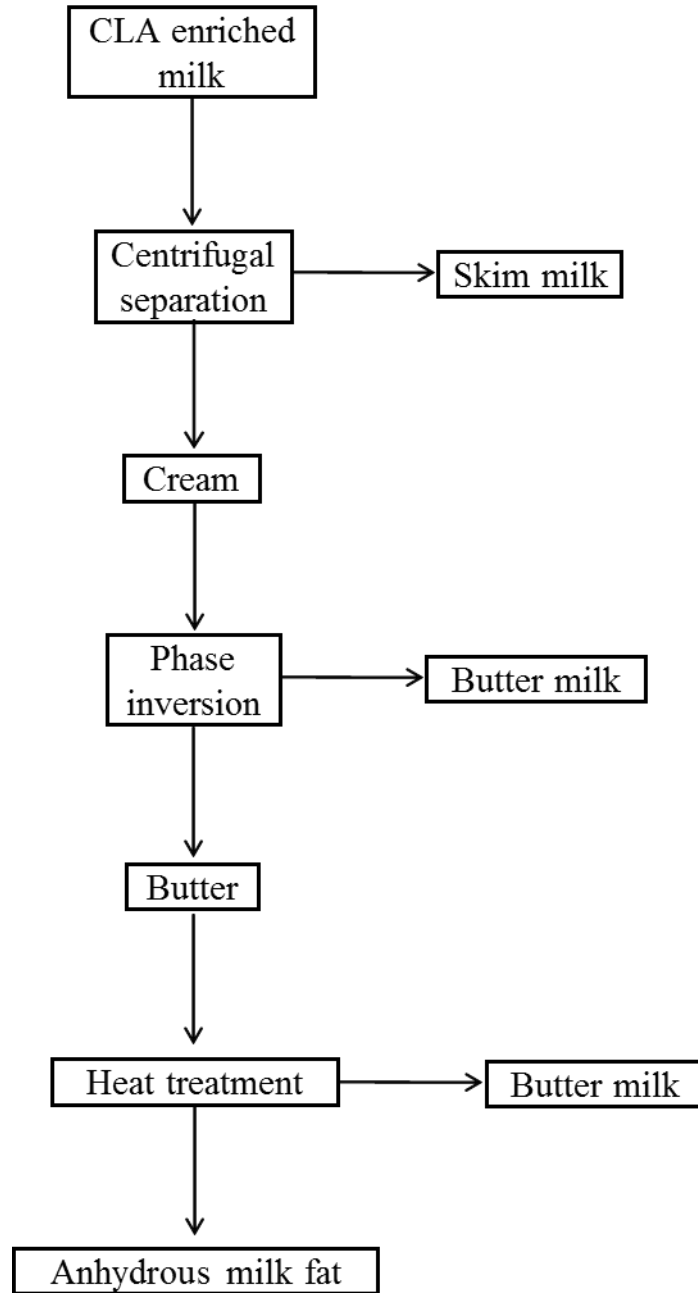 CLA enriched
milk
Centrifugal
separation
Skim milk
Cream
Phase
inversion
Butter milk
Butter
Heat treatment
Butter milk
Anhydrous milk fat